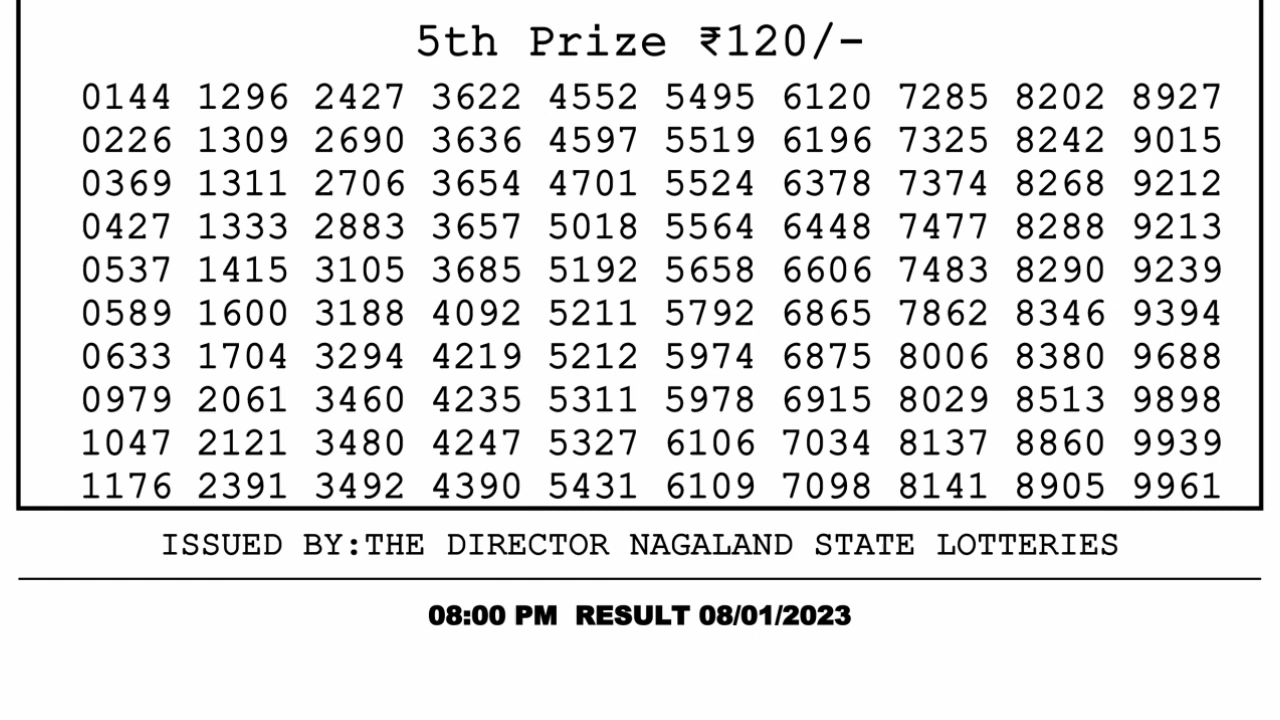 5th Prize ₹120/-
0144 1296 2427 3622 4552 5495 6120 7285 8202 8927
0226 1309 2690 3636 4597 5519 6196 7325 8242 9015
0369 1311 2706 3654 4701 5524 6378 7374 8268 9212
0427 1333 2883 3657 5018 5564 6448 7477 8288 9213
0537 1415 3105 3685 5192 5658 6606 7483 8290 9239
0589 1600 3188 4092 5211 5792 6865 7862 8346 9394
0633 1704 3294 4219 5212 5974 6875 8006 8380 9688
0979 2061 3460 4235 5311 5978 6915 8029 8513 9898
1047 2121 3480 4247 5327 6106 7034 8137 8860 9939
1176 2391 3492 4390 5431 6109 7098 8141 8905 9961
ISSUED BY:THE DIRECTOR NAGALAND STATE LOTTERIES
08:00 PM RESULT 08/01/2023